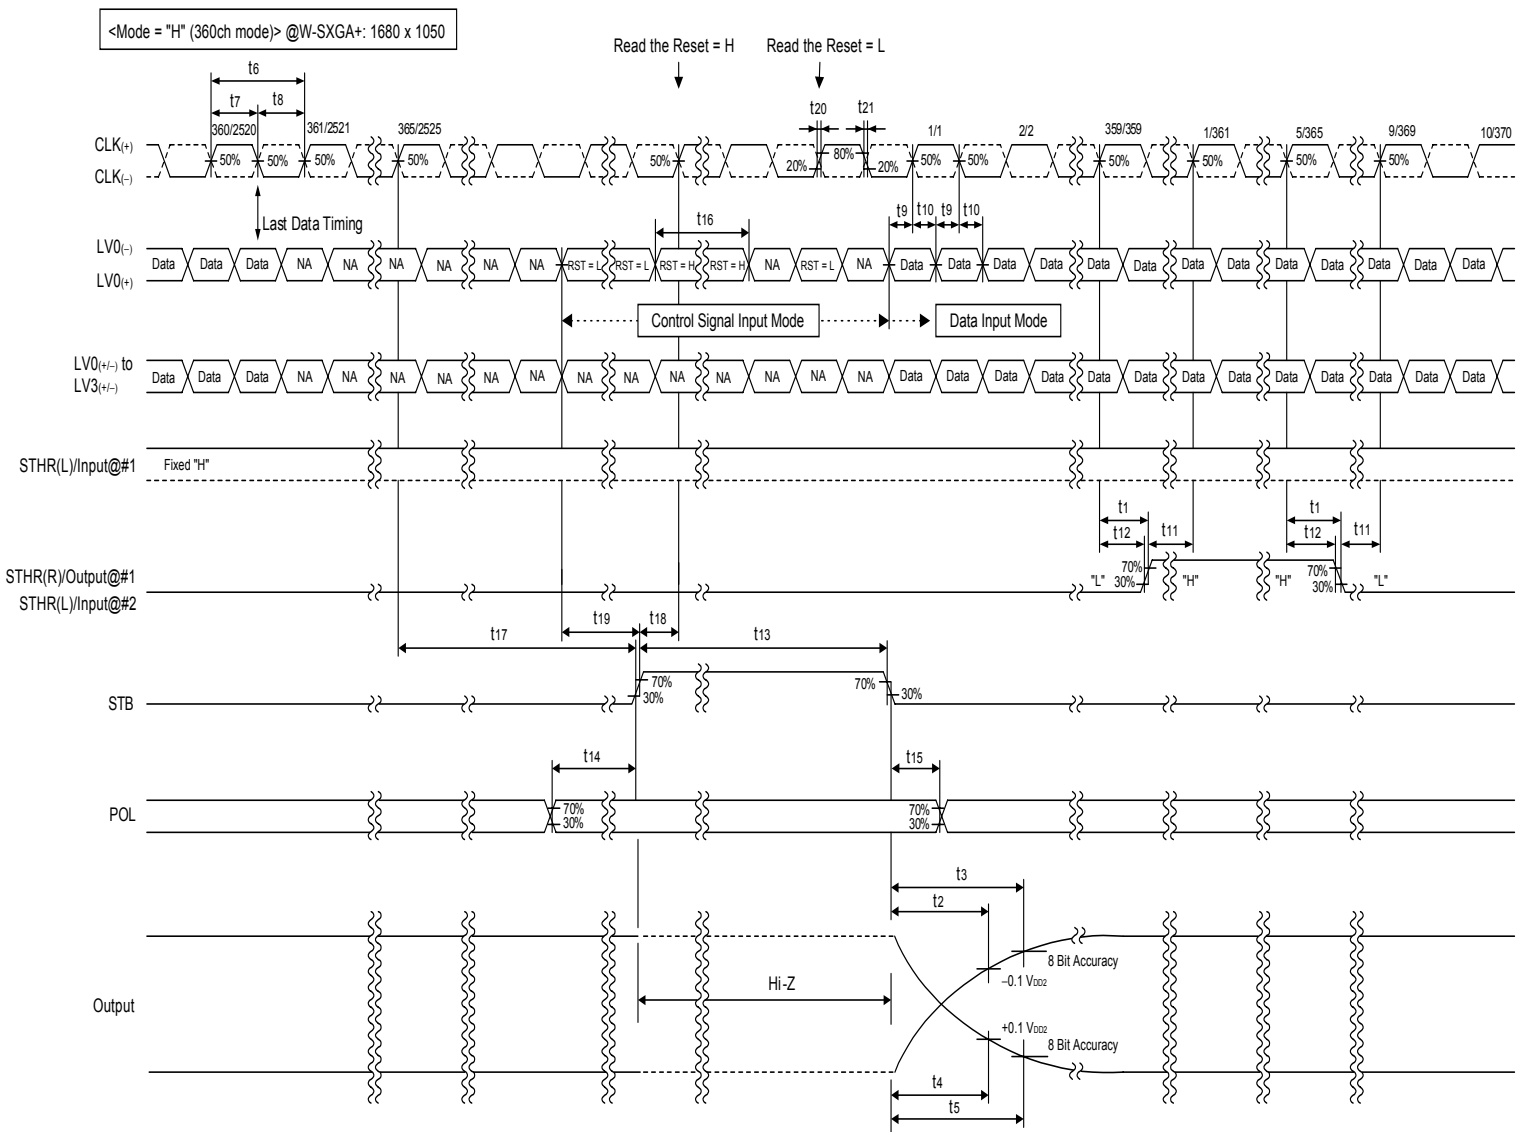 <Mode = "H" (360ch mode)> @W-SXGA+: 1680 x 1050
Read the Reset = H
Read the Reset = L
t6
t7
t8
t20
t21
360/2520
361/2521
365/2525
1/1
2/2
359/359
1/361
5/365
9/369
10/370
CLK(+)
CLK(–)
50%
50%
50%
50%
50%
20%
80%
20%
50%
50%
50%
50%
50%
50%
Last Data Timing
t16
t9
t10
t9
t10
LV0(–)
LV0(+)
Data Data Data NA NA NA NA NA NA RST = L RST = L RST = H RST = H NA RST = L NA Data Data Data Data Data Data Data Data Data Data Data Data Data
Control Signal Input Mode
Data Input Mode
LV0(+/–) to
LV3(+/–)
Data Data Data NA NA NA NA NA NA NA NA NA NA NA NA NA Data Data Data Data Data Data Data Data Data Data Data Data Data
STHR(L)/Input@#1
Fixed "H"
t1
t12
t11
t1
t12
t11
STHR(R)/Output@#1
STHR(L)/Input@#2
"L"
70%
30%
"H"
"H"
70%
30%
"L"
t19
t18
t17
t13
STB
70%
30%
70%
30%
t14
t15
POL
70%
30%
70%
30%
t3
t2
Output
Hi-Z
8 Bit Accuracy
–0.1 VDD2
+0.1 VDD2
8 Bit Accuracy
t4
t5